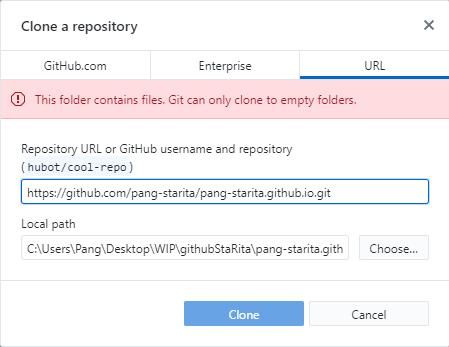 Clone a repository
GitHub.com Enterprise URL
This folder contains files. Git can only clone to empty folders.
Repository URL or GitHub username and repository
(hubot/cool-repo)
https://github.com/pang-starita/pang-starita.github.io.git
Local path
C:\Users\Pang\Desktop\WIP\githubStaRita\pang-starita.gith Choose...
Clone Cancel